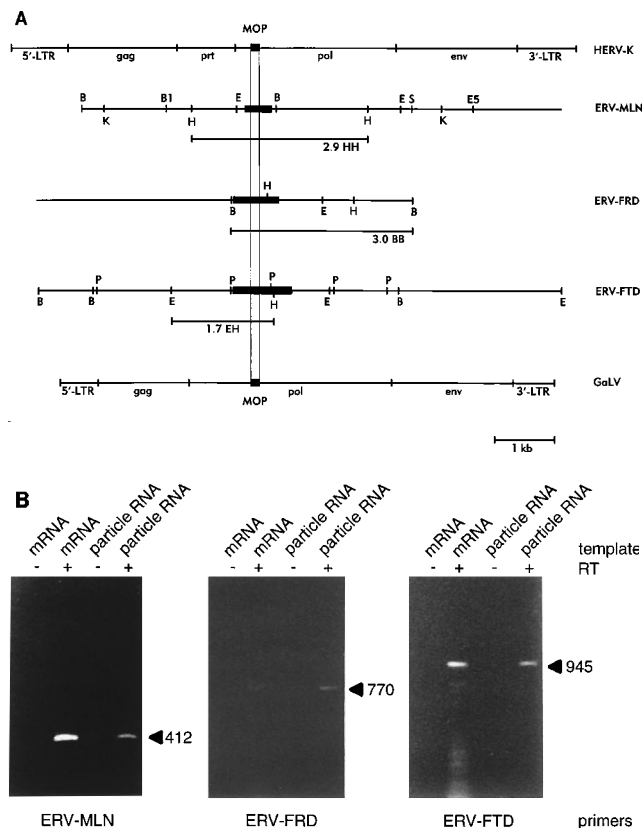 A
MOP
5'-LTR gag prt pol env 3'-LTR HERV-K
B B1 E B E S E5 ERV-MLN
K H H K
2.9 HH
H ERV-FRD
B E H B
3.0 BB
P P P P P ERV-FTD
B B E H E B E
1.7 EH
GaLV
5'-LTR gag MOP pol env 3'-LTR
1 kb
B
mRNA mRNA particle RNA particle RNA mRNA mRNA particle RNA particle RNA mRNA mRNA particle RNA particle RNA template
- + - + - + - + - + - + RT
945
770
412
ERV-MLN ERV-FRD ERV-FTD primers